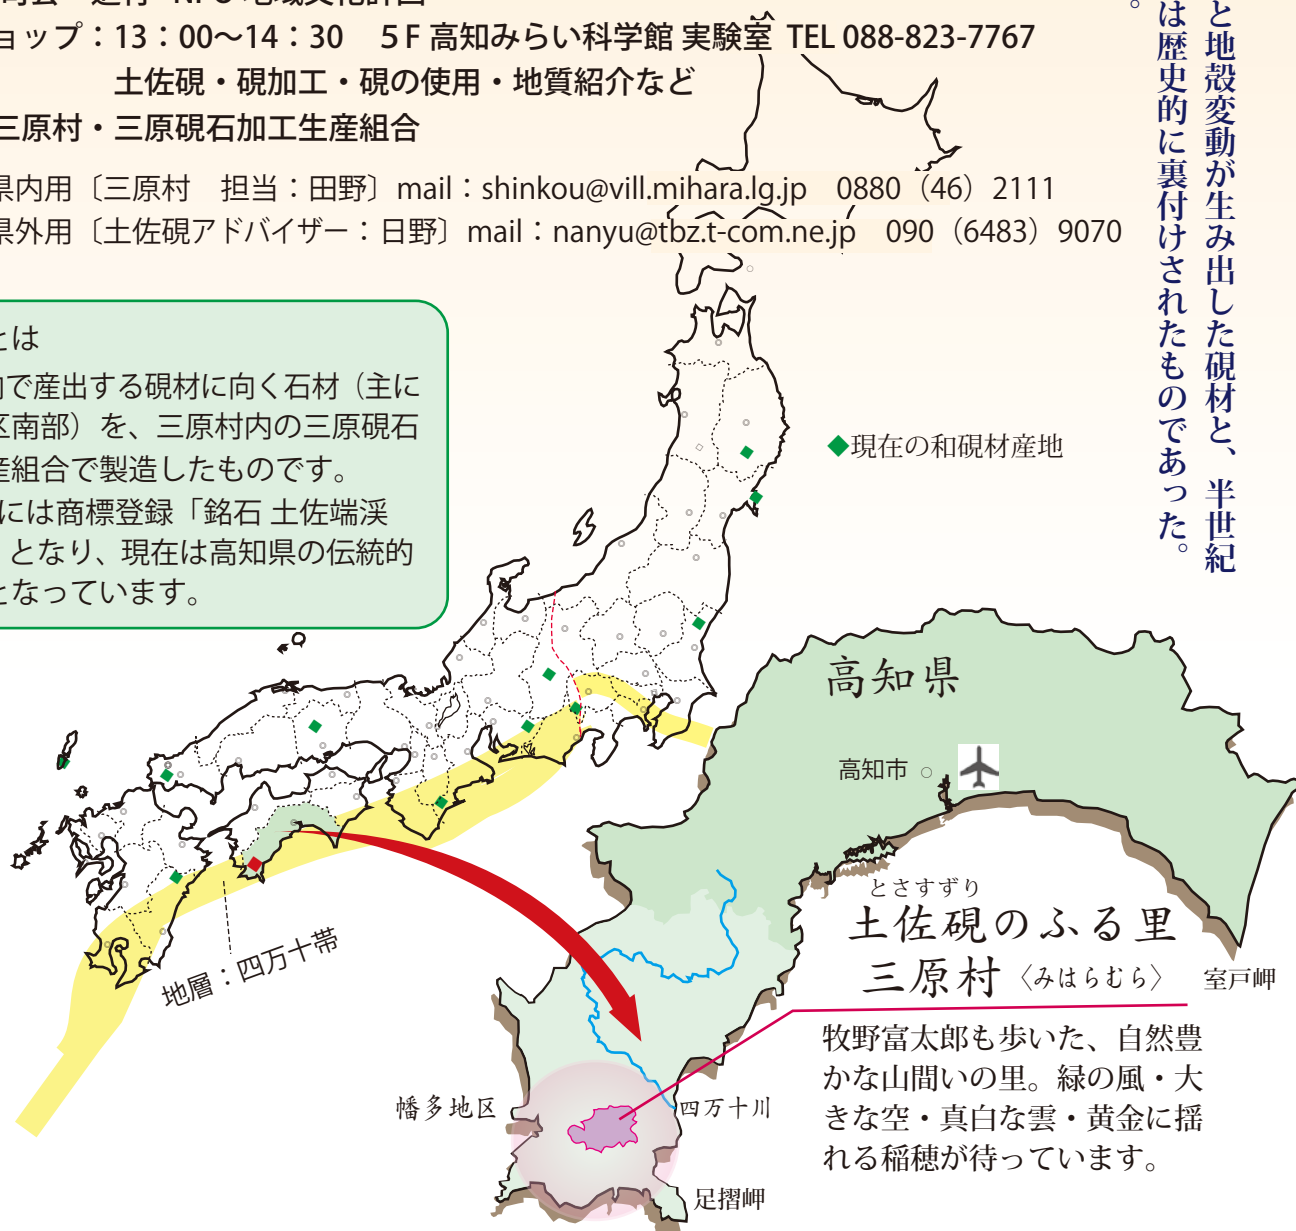 ョップ：13：00〜14：30　５F 高知みらい科学館 実験室 TEL 088-823-7767
土佐硯・硯加工・硯の使用・地質紹介など
三原村・三原硯石加工生産組合
県内用〔三原村　担当：田野〕mail：shinkou@vill.mihara.lg.jp　0880（46）2111
県外用〔土佐硯アドバイザー：日野〕mail：nanyu@tbz.t-com.ne.jp　090（6483）9070
と地殻変動が生み出した硯材と、半世紀
は歴史的に裏付けされたものであった。
。
とは
内で産出する硯材に向く石材（主に
区南部）を、三原村内の三原硯石
産組合で製造したものです。
には商標登録「銘石 土佐端渓
」となり、現在は高知県の伝統的
となっています。
◆現在の和硯材産地
高知県
高知市
とさすずり
土佐硯のふる里
三原村〈みはらむら〉
室戸岬
地層：四万十帯
牧野富太郎も歩いた、自然豊
かな山間いの里。緑の風・大
きな空・真白な雲・黄金に揺
れる稲穂が待っています。
幡多地区
四万十川
足摺岬